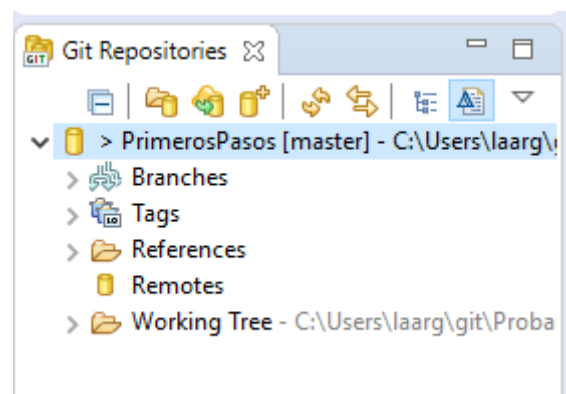 Git Repositories
> PrimerosPasos [master] - C:\Users\laarg\
Branches
Tags
References
Remotes
Working Tree - C:\Users\laarg\git\Proba